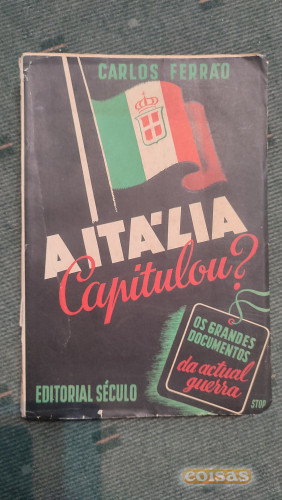 CARLOS FERRÃO
A ITÁLIA
Capitulou?
OS GRANDES
DOCUMENTOS
da actual
guerra
EDITORIAL SÉCULO
STOP
coisas